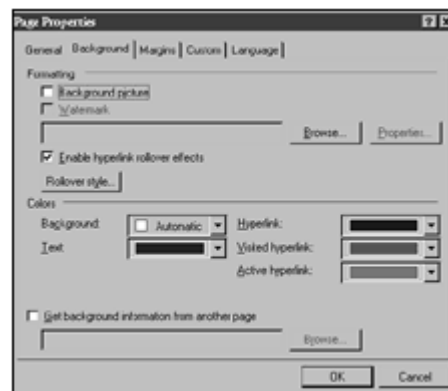 Page Properties
General Background Margins Custom Language
Formatting
Background picture
Watermark
Browse... Properties...
Enable hyperlink rollover effects
Rollover style...
Colors
Background: Automatic Hyperlink:
Text: Visited hyperlink:
Active hyperlink:
Get background information from another page
Browse...
OK Cancel